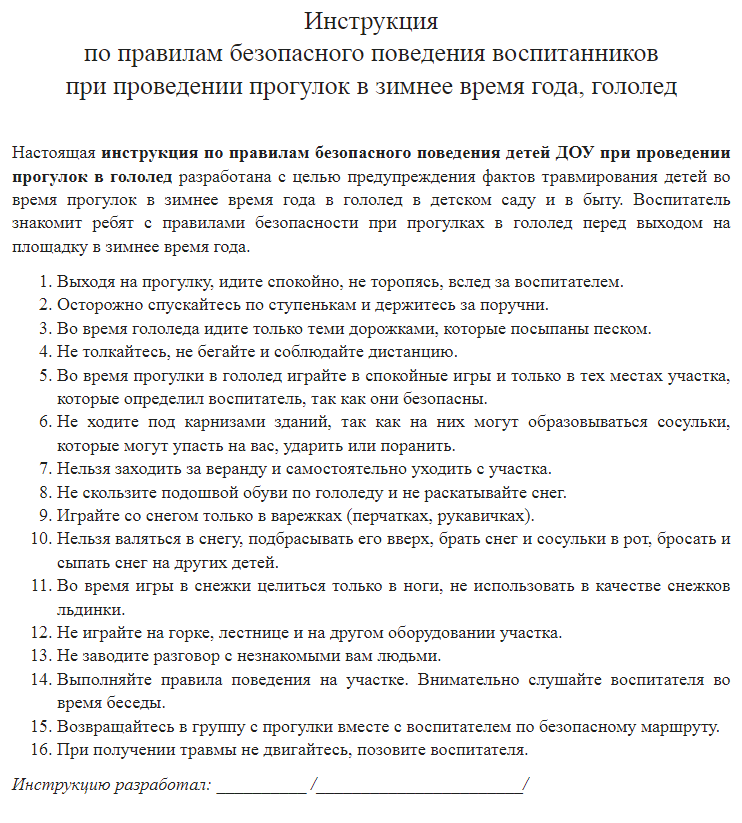 Инструкция
по правилам безопасного поведения воспитанников
при проведении прогулок в зимнее время года, гололед
Настоящая инструкция по правилам безопасного поведения детей ДОУ при проведении
прогулок в гололед разработана с целью предупреждения фактов травмирования детей во
время прогулок в зимнее время года в гололед в детском саду и в быту. Воспитатель
знакомит ребят с правилами безопасности при прогулках в гололед перед выходом на
площадку в зимнее время года.
1. Выходя на прогулку, идите спокойно, не торопясь, вслед за воспитателем.
2. Осторожно спускайтесь по ступенькам и держитесь за поручни.
3. Во время гололеда идите только теми дорожками, которые посыпаны песком.
4. Не толкайтесь, не бегайте и соблюдайте дистанцию.
5. Во время прогулки в гололед играйте в спокойные игры и только в тех местах участка,
которые определил воспитатель, так как они безопасны.
6. Не ходите под карнизами зданий, так как на них могут образовываться сосульки,
которые могут упасть на вас, ударить или поранить.
7. Нельзя заходить за веранду и самостоятельно уходить с участка.
8. Не скользите подошвой обуви по гололеду и не раскатывайте снег.
9. Играйте со снегом только в варежках (перчатках, рукавичках).
10. Нельзя валяться в снегу, подбрасывать его вверх, брать снег и сосульки в рот, бросать и
сыпать снег на других детей.
11. Во время игры в снежки целиться только в ноги, не использовать в качестве снежков
льдинки.
12. Не играйте на горке, лестнице и на другом оборудовании участка.
13. Не заводите разговор с незнакомыми вам людьми.
14. Выполняйте правила поведения на участке. Внимательно слушайте воспитателя во
время беседы.
15. Возвращайтесь в группу с прогулки вместе с воспитателем по безопасному маршруту.
16. При получении травмы не двигайтесь, позовите воспитателя.
Инструкцию разработал: __________ /_______________________/